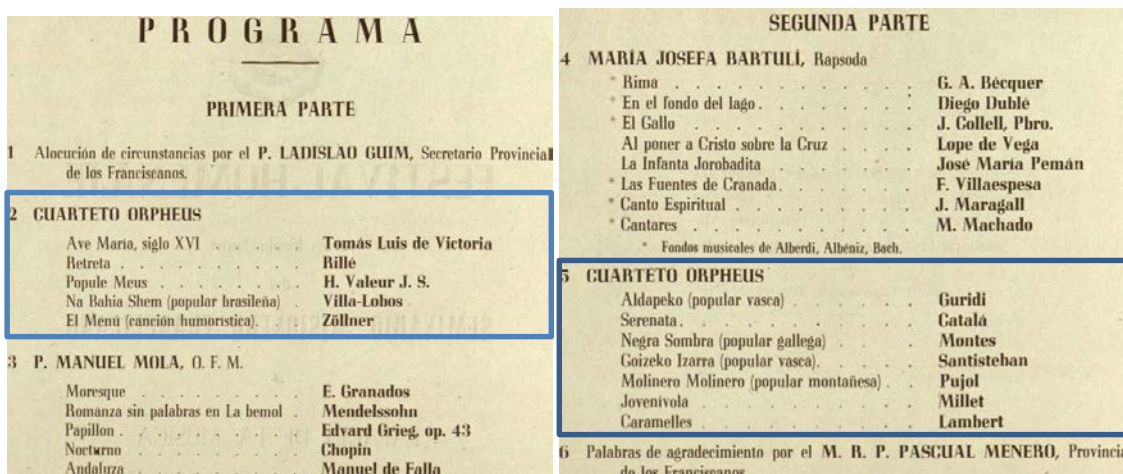 PROGRAMA
PRIMERA PARTE
1 Alocución de circunstancias por el P. LADISLAO GUIM, Secretario Provincial
de los Franciscanos.
2 CUARTETO ORPHEUS
Ave María, siglo XVI . . . . Tomás Luis de Victoria
Retreta . . . . . . . . . Rillé
Popule Meus . . . . . . . H. Valeur J. S.
Na Bahia Shem (popular brasileña) . Villa-Lobos
El Menú (canción humorística). . . Zöllner
3 P. MANUEL MOLA, O. F. M.
Moresque . . . . . . . . E. Granados
Romanza sin palabras en La bemol . Mendelssohn
Papillon . . . . . . . . . Edvard Grieg, op. 43
Nocturno . . . . . . . . Chopin
Andaluza . . . . . . . . Manuel de Falla
SEGUNDA PARTE
4 MARÍA JOSEFA BARTULÍ, Rapsoda
* Rima . . . . . . . . . . . . G. A. Bécquer
* En el fondo del lago . . . . . . . . Diego Dublé
* El Gallo . . . . . . . . . . . J. Collell, Pbro.
Al poner a Cristo sobre la Cruz . . . . Lope de Vega
La Infanta Jorobadita . . . . . . . José María Pemán
* Las Fuentes de Granada . . . . . . . F. Villaespesa
* Canto Espiritual . . . . . . . . . J. Maragall
* Cantares . . . . . . . . . . . M. Machado
* Fondos musicales de Alberdi, Albéniz, Bach.
5 CUARTETO ORPHEUS
Aldapeko (popular vasca) . . . . . . Guridi
Serenata . . . . . . . . . . . Catalá
Negra Sombra (popular gallega) . . . . Montes
Goizeko Izarra (popular vasca). . . . . Santisteban
Molinero Molinero (popular montañesa) . . Pujol
Jovenívola . . . . . . . . . . Millet
Caramelles . . . . . . . . . . Lambert
6 Palabras de agradecimiento por el M. R. P. PASCUAL MENERO, Provincia
de los Franciscanos